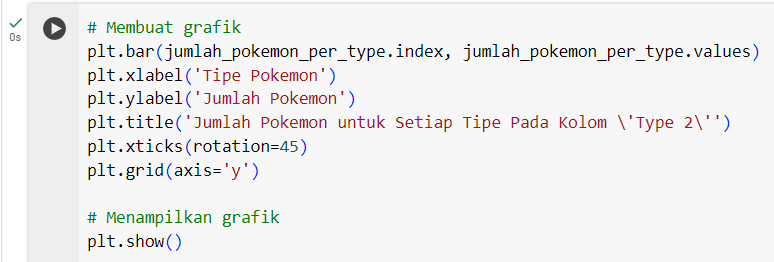 0s
# Membuat grafik
plt.bar(jumlah_pokemon_per_type.index, jumlah_pokemon_per_type.values)
plt.xlabel('Tipe Pokemon')
plt.ylabel('Jumlah Pokemon')
plt.title('Jumlah Pokemon untuk Setiap Tipe Pada Kolom \'Type 2\'')
plt.xticks(rotation=45)
plt.grid(axis='y')
# Menampilkan grafik
plt.show()